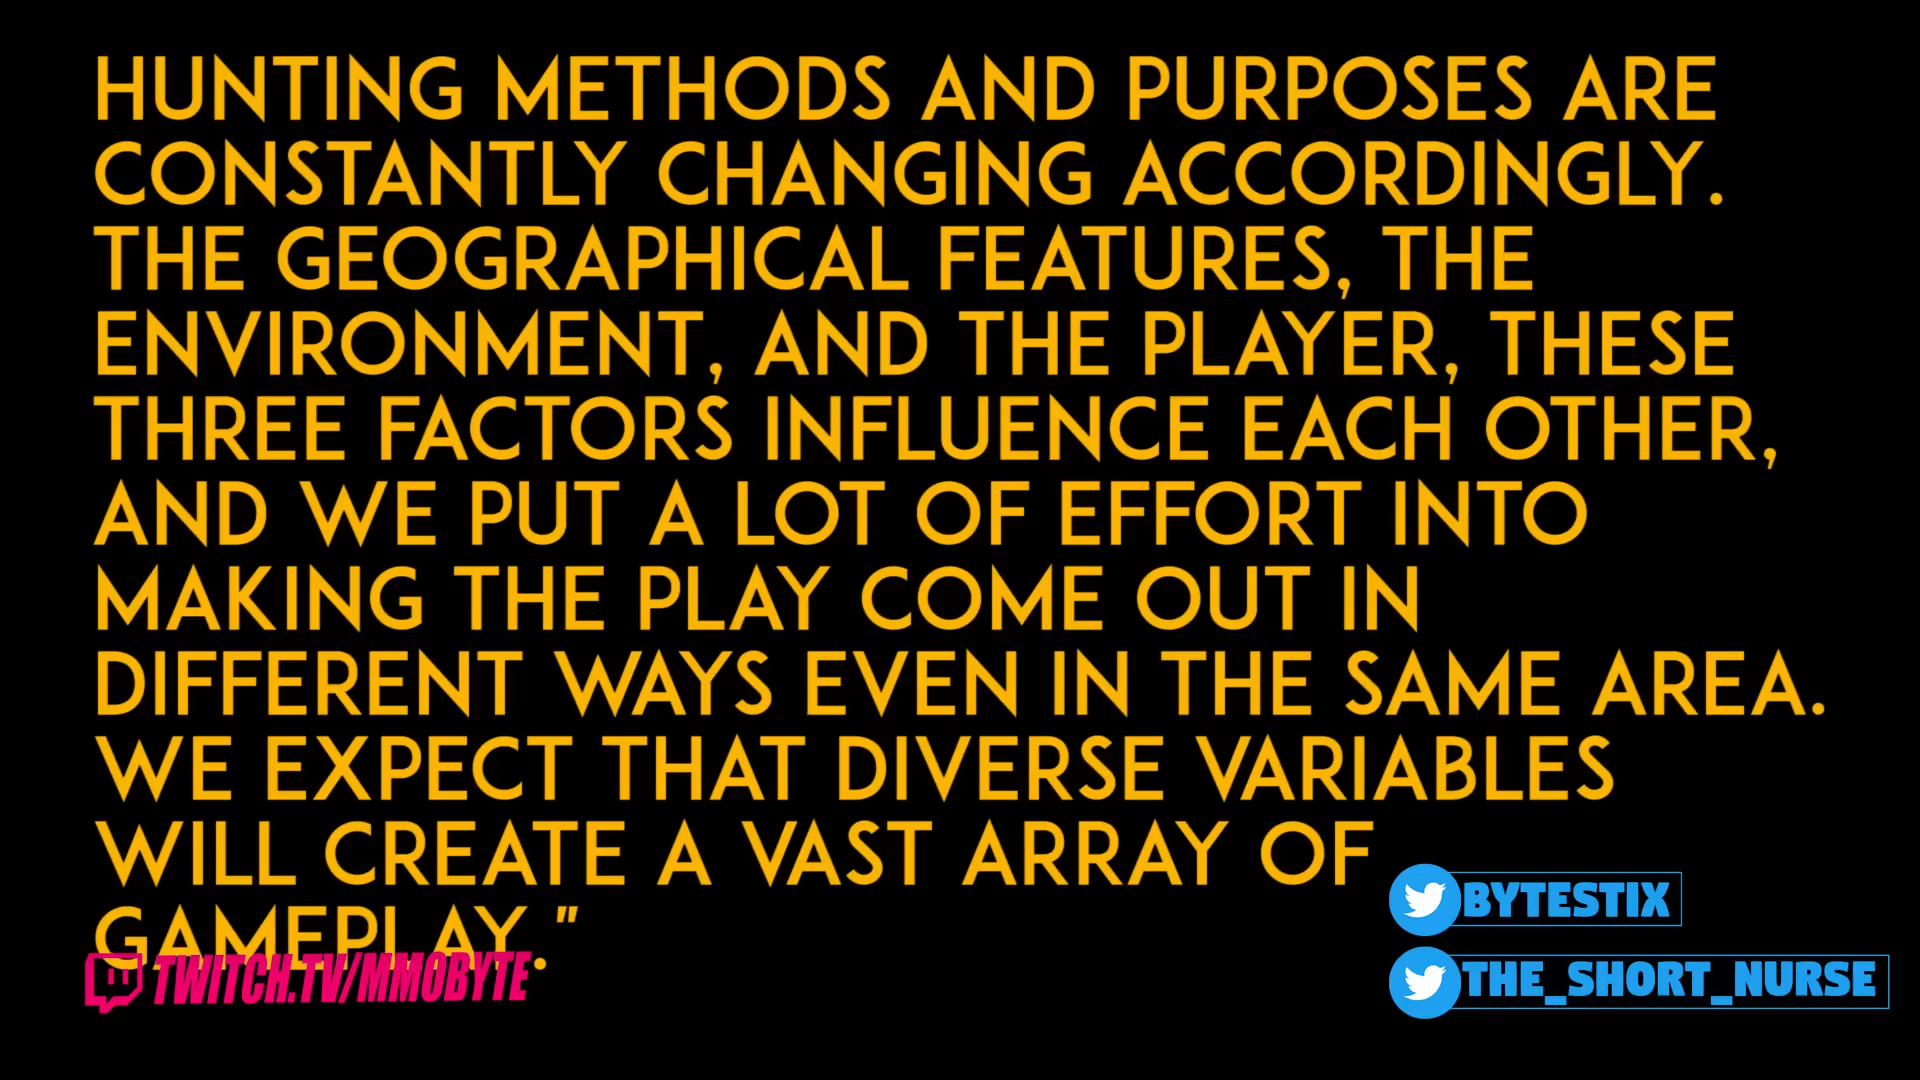 HUNTING METHODS AND PURPOSES ARE
CONSTANTLY CHANGING ACCORDINGLY.
THE GEOGRAPHICAL FEATURES, THE
ENVIRONMENT, AND THE PLAYER, THESE
THREE FACTORS INFLUENCE EACH OTHER,
AND WE PUT A LOT OF EFFORT INTO
MAKING THE PLAY COME OUT IN
DIFFERENT WAYS EVEN IN THE SAME AREA.
WE EXPECT THAT DIVERSE VARIABLES
WILL CREATE A VAST ARRAY OF
GAMEPLAY."
TWITCH.TV/MMOBYTE
BYTESTIX
THE_SHORT_NURSE